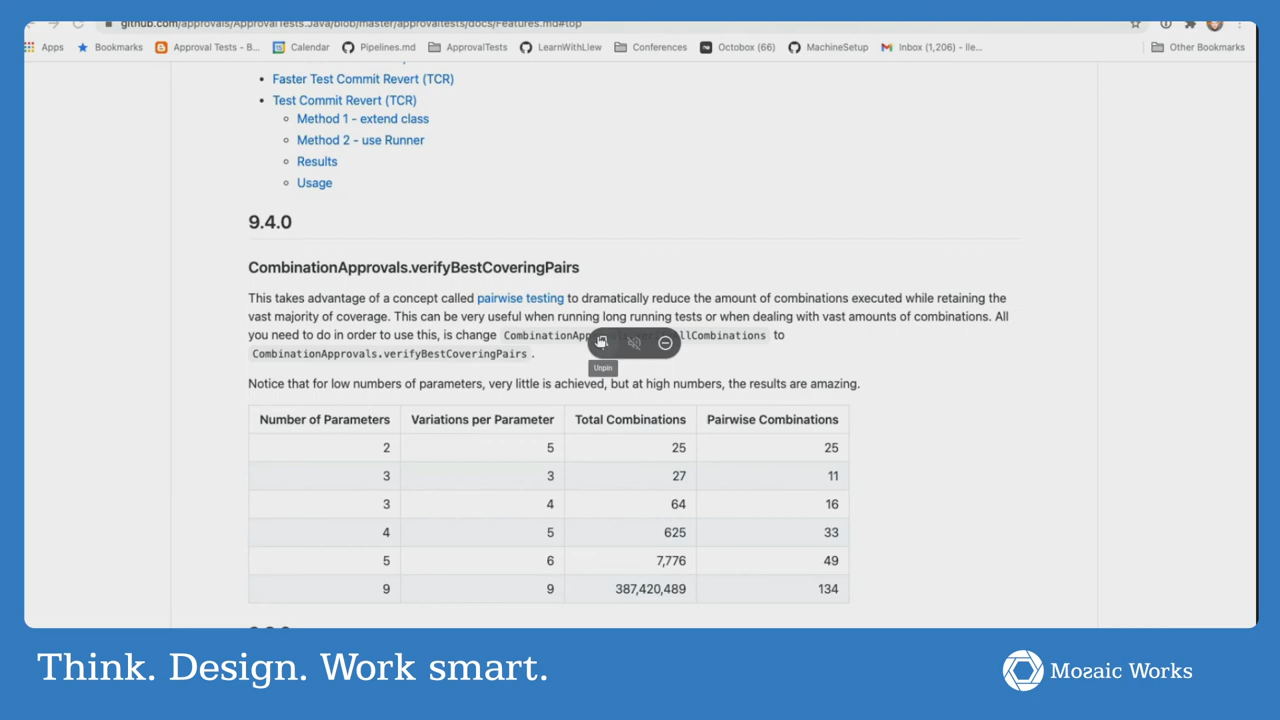 github.com/approvals/ApprovalTests.Java/blob/master/approvaltests/docs/Features.md#top
Apps Bookmarks Approval Tests - B... Calendar Pipelines.md ApprovalTests LearnWithLlew Conferences Octobox (66) MachineSetup Inbox (1,206) - lle... Other Bookmarks
Faster Test Commit Revert (TCR)
Test Commit Revert (TCR)
Method 1 - extend class
Method 2 - use Runner
Results
Usage
9.4.0
CombinationApprovals.verifyBestCoveringPairs
This takes advantage of a concept called pairwise testing to dramatically reduce the amount of combinations executed while retaining the
vast majority of coverage. This can be very useful when running long running tests or when dealing with vast amounts of combinations. All
you need to do in order to use this, is change CombinationApp llCombinations to
CombinationApprovals.verifyBestCoveringPairs .
Unpin
Notice that for low numbers of parameters, very little is achieved, but at high numbers, the results are amazing.
Number of Parameters Variations per Parameter Total Combinations Pairwise Combinations
2 5 25 25
3 3 27 11
3 4 64 16
4 5 625 33
5 6 7,776 49
9 9 387,420,489 134
Think. Design. Work smart.
Mosaic Works